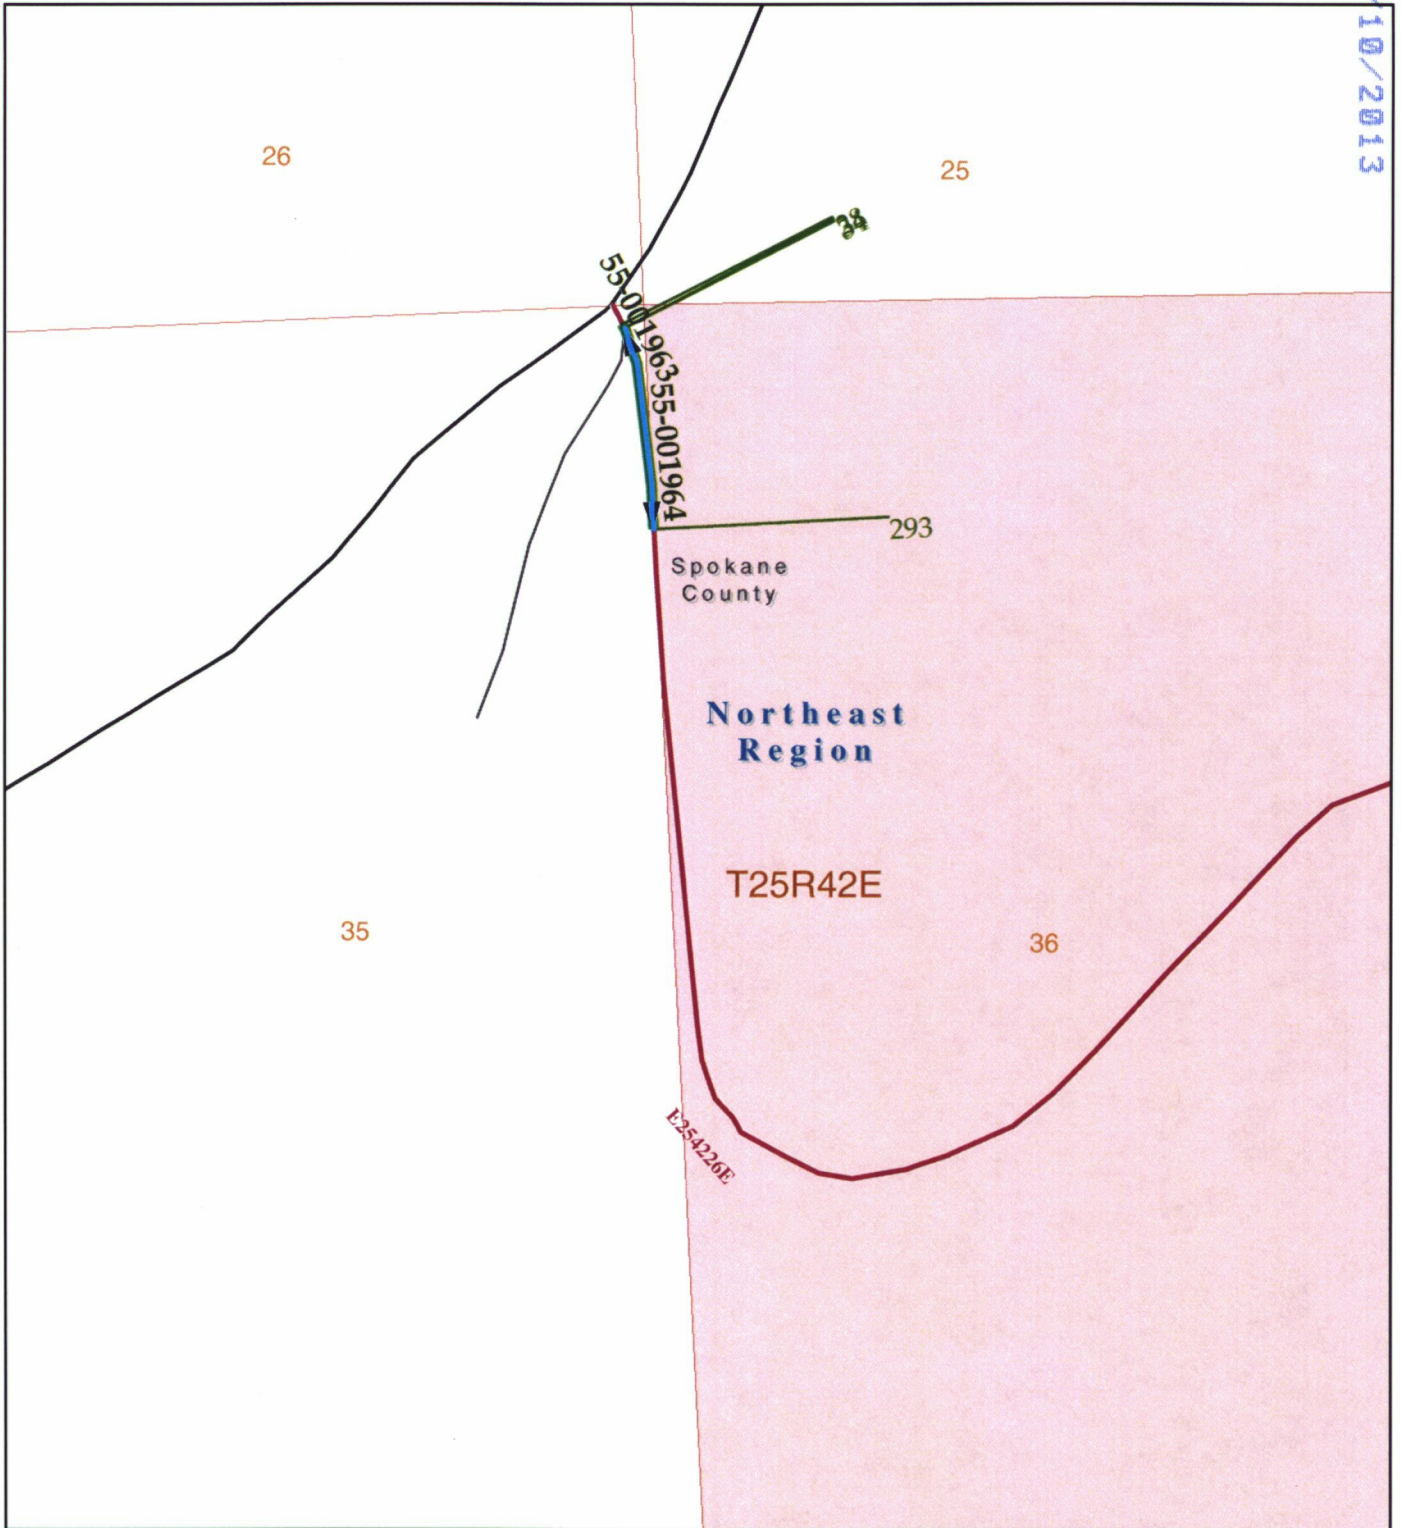 /10/2013
26
25
55-001963
55-001964
293
Spokane
County
Northeast
Region
T25R42E
35
36
E254226E